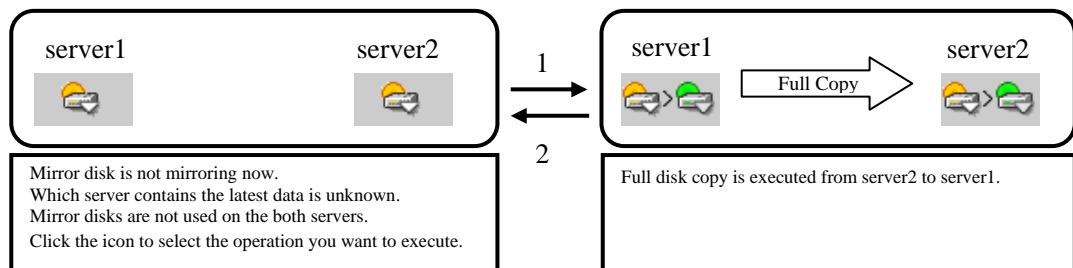 server1
server2
1
2
server1
server2
Full Copy
Mirror disk is not mirroring now.
Which server contains the latest data is unknown.
Mirror disks are not used on the both servers.
Click the icon to select the operation you want to execute.
Full disk copy is executed from server2 to server1.